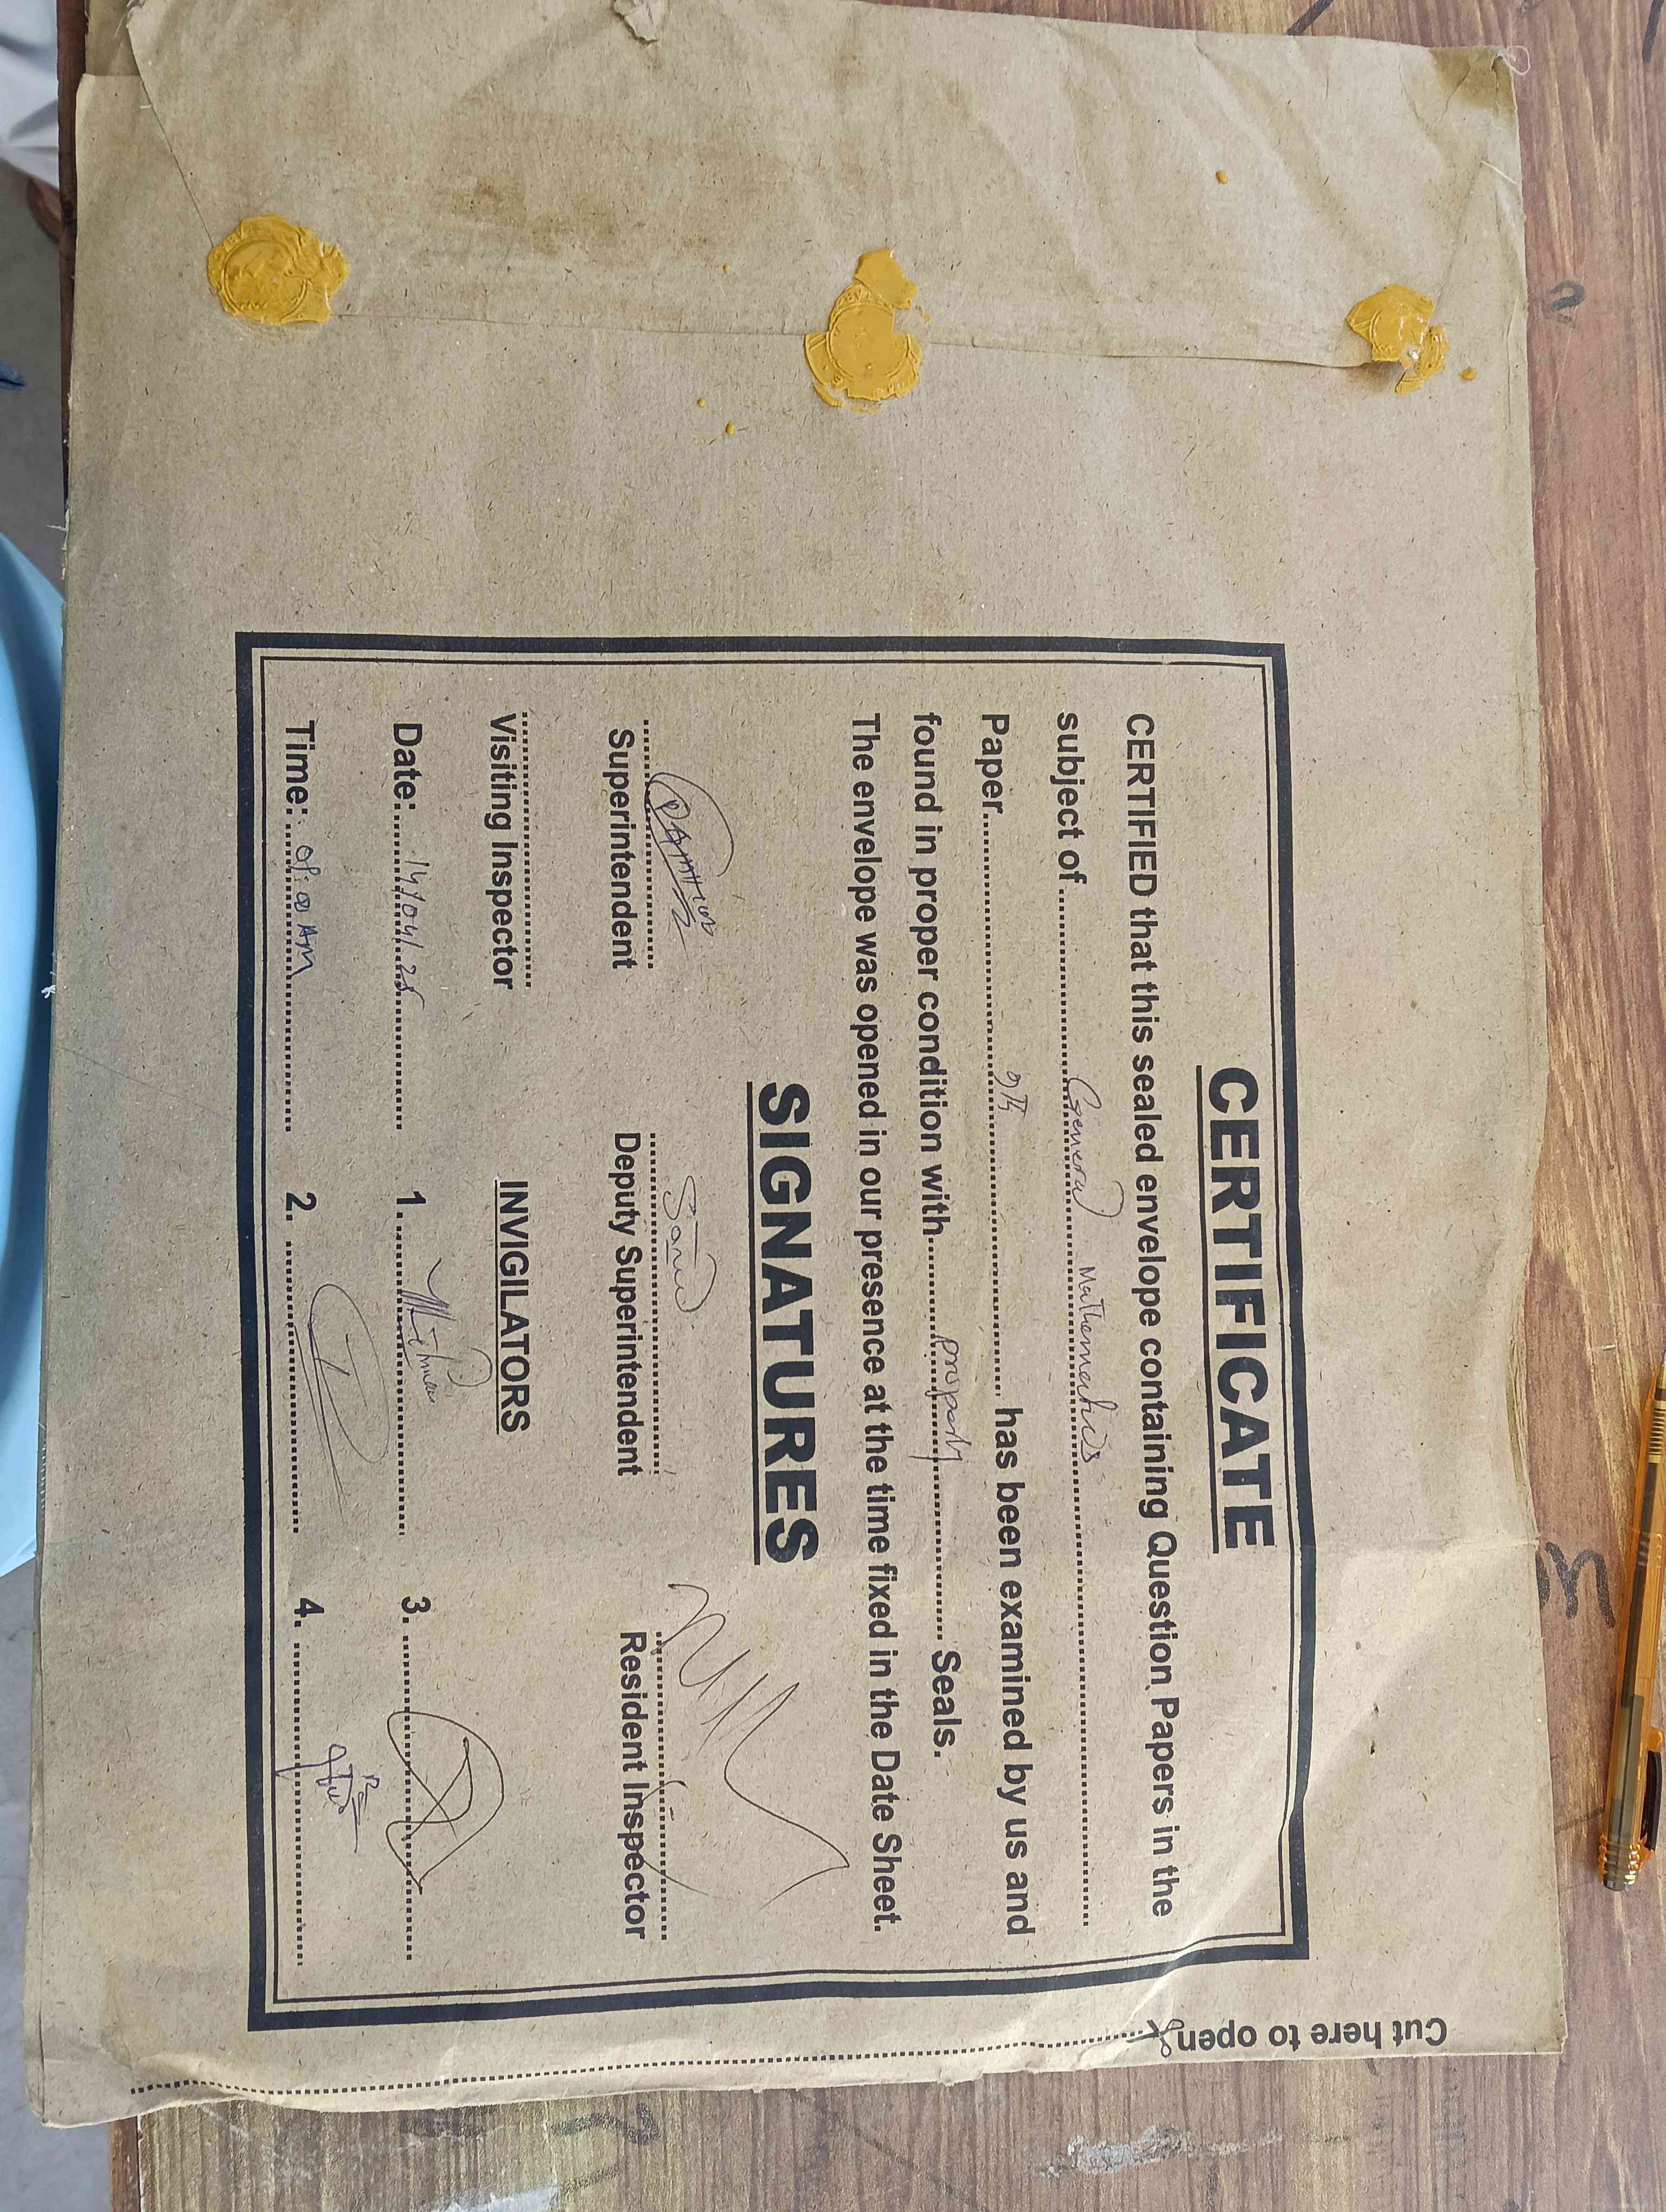 CERTIFICATE
CERTIFIED that this sealed envelope containing Question Papers in the
subject of General Mathematics
Paper 9th has been examined by us and
found in proper condition with properly Seals.
The envelope was opened in our presence at the time fixed in the Date Sheet.
SIGNATURES
Superintendent Deputy Superintendent Resident Inspector
Visiting Inspector INVIGILATORS
Date: 14/04/25 1. 3.
Time: 08:00 AM 2. 4.
Cut here to open